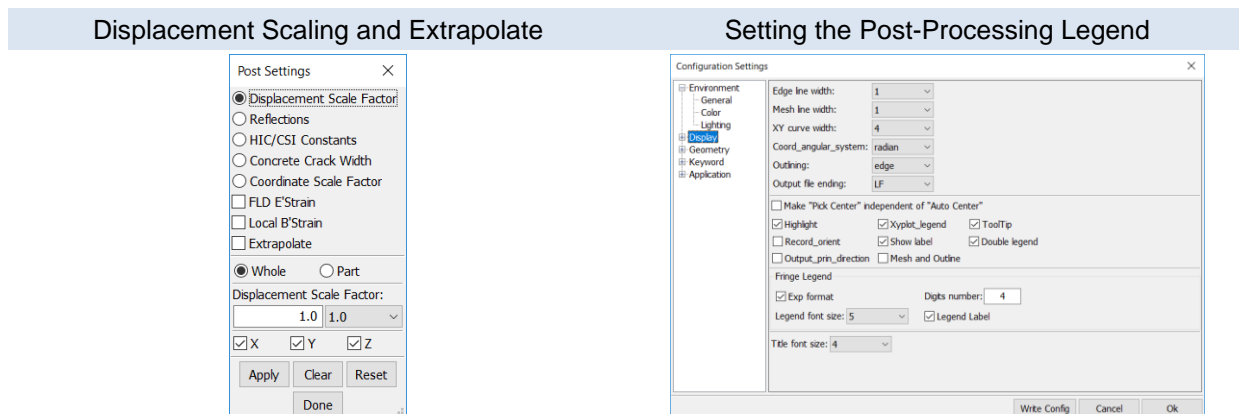 Displacement Scaling and Extrapolate
Setting the Post-Processing Legend
Post Settings
Displacement Scale Factor
Reflections
HIC/CSI Constants
Concrete Crack Width
Coordinate Scale Factor
FLD E'Strain
Local B'Strain
Extrapolate
Whole Part
Displacement Scale Factor:
1.0 1.0
X Y Z
Apply Clear Reset
Done
Configuration Settings
Environment
General
Color
Lighting
Display
Geometry
Keyword
Application
Edge line width: 1
Mesh line width: 1
XY curve width: 4
Coord_angular_system: radian
Outlining: edge
Output file ending: LF
Make "Pick Center" independent of "Auto Center"
Highlight Xyplot_legend ToolTip
Record_orient Show label Double legend
Output_prin_direction Mesh and Outline
Fringe Legend
Exp format Digits number: 4
Legend font size: 5 Legend Label
Title font size: 4
Write Config Cancel Ok